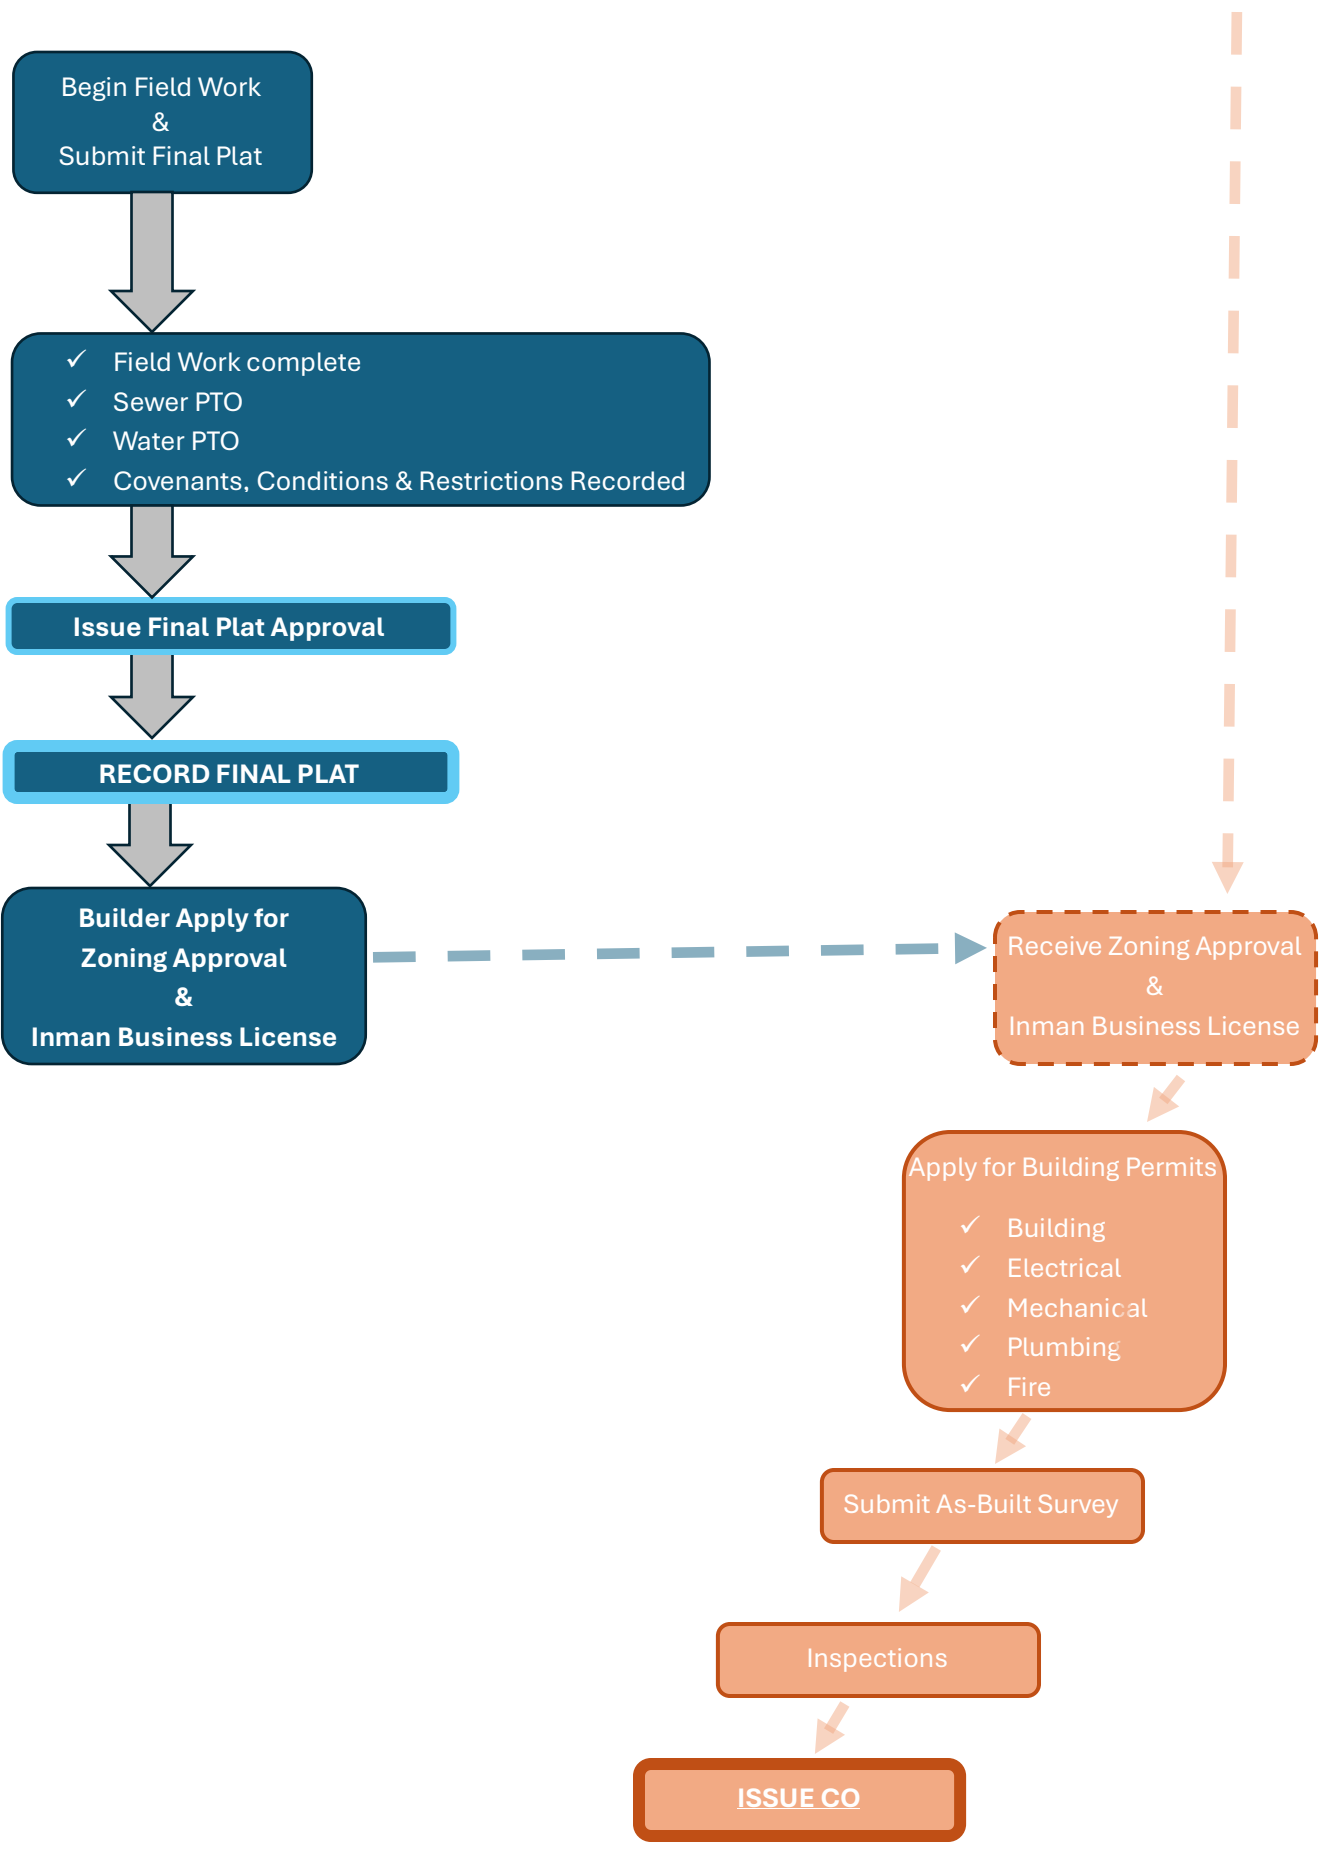 Begin Field Work
&
Submit Final Plat
✓ Field Work complete
✓ Sewer PTO
✓ Water PTO
✓ Covenants, Conditions & Restrictions Recorded
Issue Final Plat Approval
RECORD FINAL PLAT
Builder Apply for
Zoning Approval
&
Inman Business License
Receive Zoning Approval
&
Inman Business License
Apply for Building Permits
✓ Building
✓ Electrical
✓ Mechanical
✓ Plumbing
✓ Fire
Submit As-Built Survey
Inspections
ISSUE CO